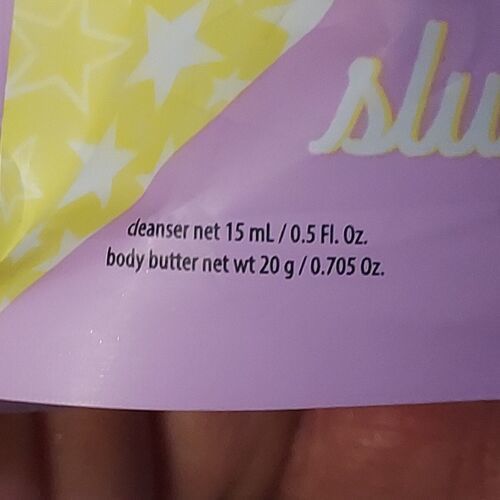 cleanser net 15 mL / 0.5 Fl. Oz.
body butter net wt 20 g / 0.705 Oz.